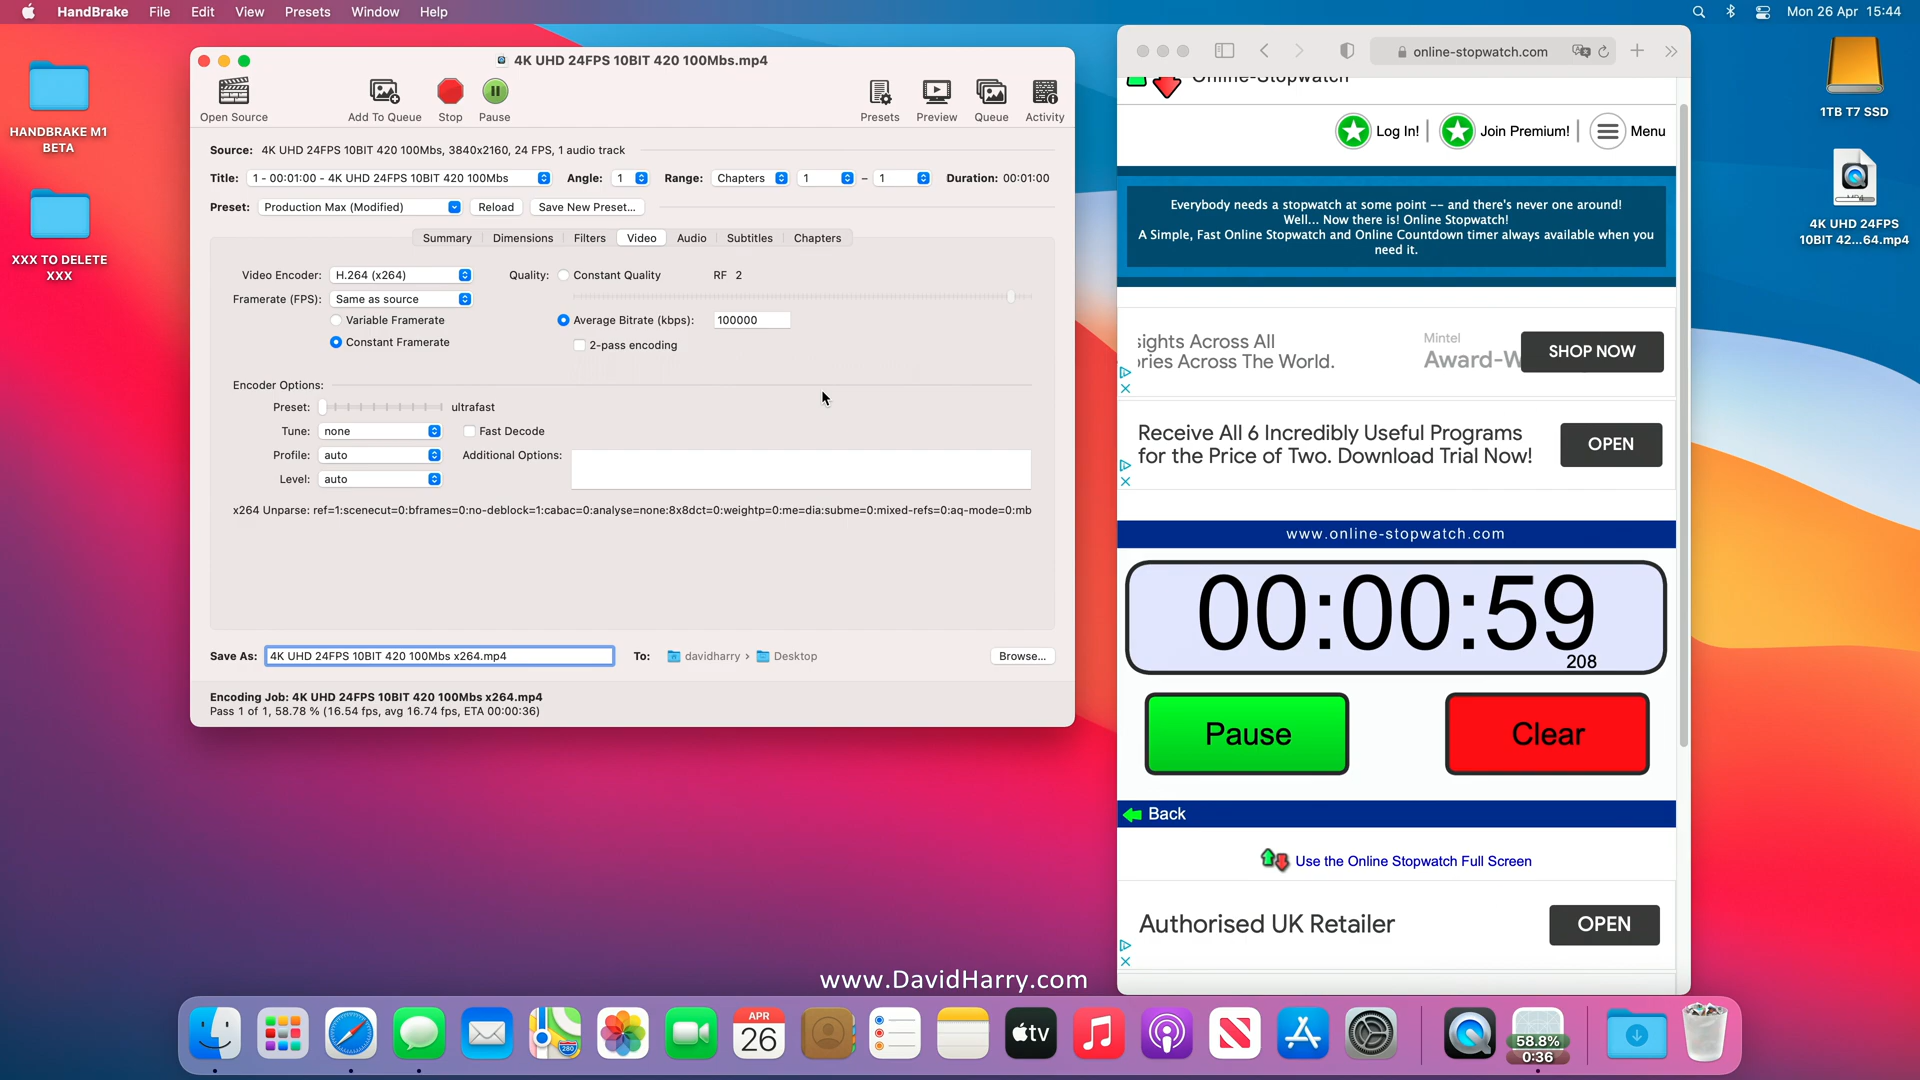 HandBrake File Edit View Presets Window Help
Mon 26 Apr 15:44
HANDBRAKE M1
BETA
XXX TO DELETE
XXX
4K UHD 24FPS 10BIT 420 100Mbs.mp4
Open Source
Add To Queue
Stop
Pause
Presets
Preview
Queue
Activity
Source: 4K UHD 24FPS 10BIT 420 100Mbs, 3840x2160, 24 FPS, 1 audio track
Title: 1 - 00:01:00 - 4K UHD 24FPS 10BIT 420 100Mbs Angle: 1 Range: Chapters 1 – 1 Duration: 00:01:00
Preset: Production Max (Modified) Reload Save New Preset...
Summary Dimensions Filters Video Audio Subtitles Chapters
Video Encoder: H.264 (x264) Quality: Constant Quality RF 2
Framerate (FPS): Same as source
Variable Framerate Average Bitrate (kbps): 100000
Constant Framerate 2-pass encoding
Encoder Options:
Preset: ultrafast
Tune: none Fast Decode
Profile: auto Additional Options:
Level: auto
x264 Unparse: ref=1:scenecut=0:bframes=0:no-deblock=1:cabac=0:analyse=none:8x8dct=0:weightp=0:me=dia:subme=0:mixed-refs=0:aq-mode=0:mb
Save As: 4K UHD 24FPS 10BIT 420 100Mbs x264.mp4 To: davidharry › Desktop Browse...
Encoding Job: 4K UHD 24FPS 10BIT 420 100Mbs x264.mp4
Pass 1 of 1, 58.78 % (16.54 fps, avg 16.74 fps, ETA 00:00:36)
online-stopwatch.com
Online-Stopwatch
Log In! Join Premium! Menu
Everybody needs a stopwatch at some point -- and there's never one around!
Well... Now there is! Online Stopwatch!
A Simple, Fast Online Stopwatch and Online Countdown timer always available when you
need it.
sights Across All
ories Across The World.
Mintel
Award-W
SHOP NOW
Receive All 6 Incredibly Useful Programs
for the Price of Two. Download Trial Now!
OPEN
www.online-stopwatch.com
00:00:59
208
Pause
Clear
Back
Use the Online Stopwatch Full Screen
Authorised UK Retailer
OPEN
1TB T7 SSD
4K UHD 24FPS
10BIT 42...64.mp4
www.DavidHarry.com
APR
26
tv
280
58.8%
0:36